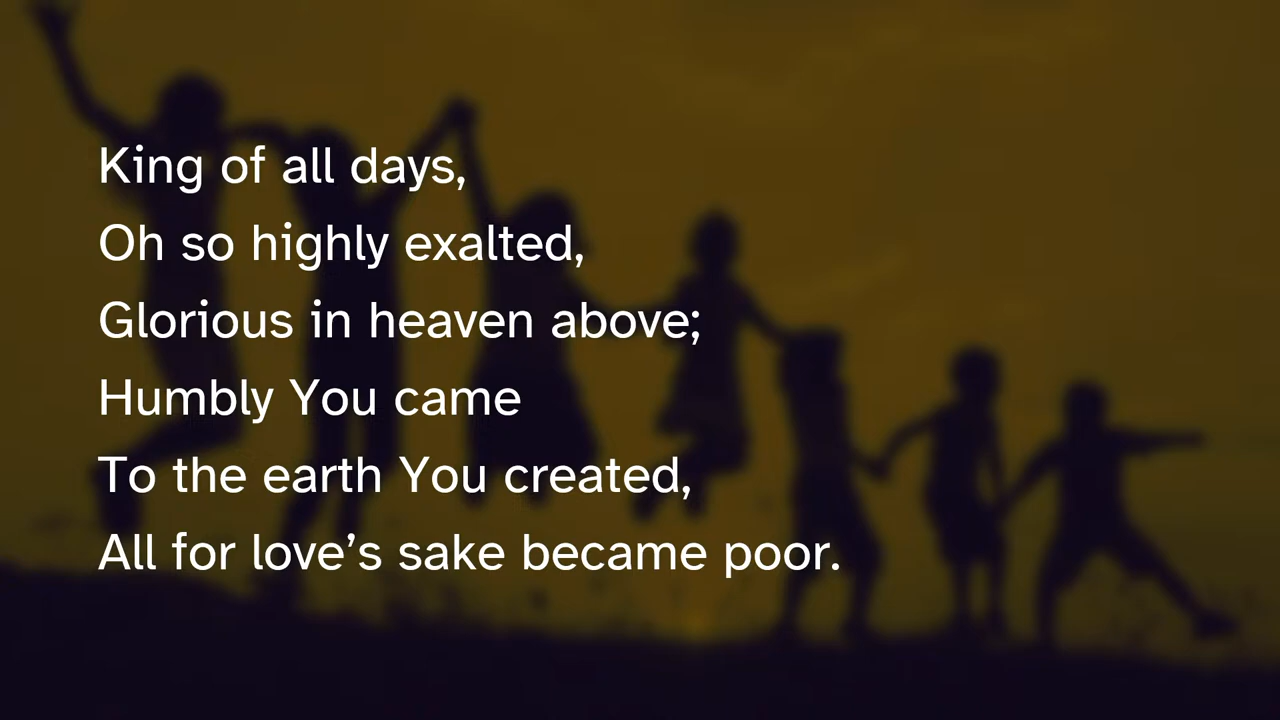 King of all days,
Oh so highly exalted,
Glorious in heaven above;
Humbly You came
To the earth You created,
All for love’s sake became poor.